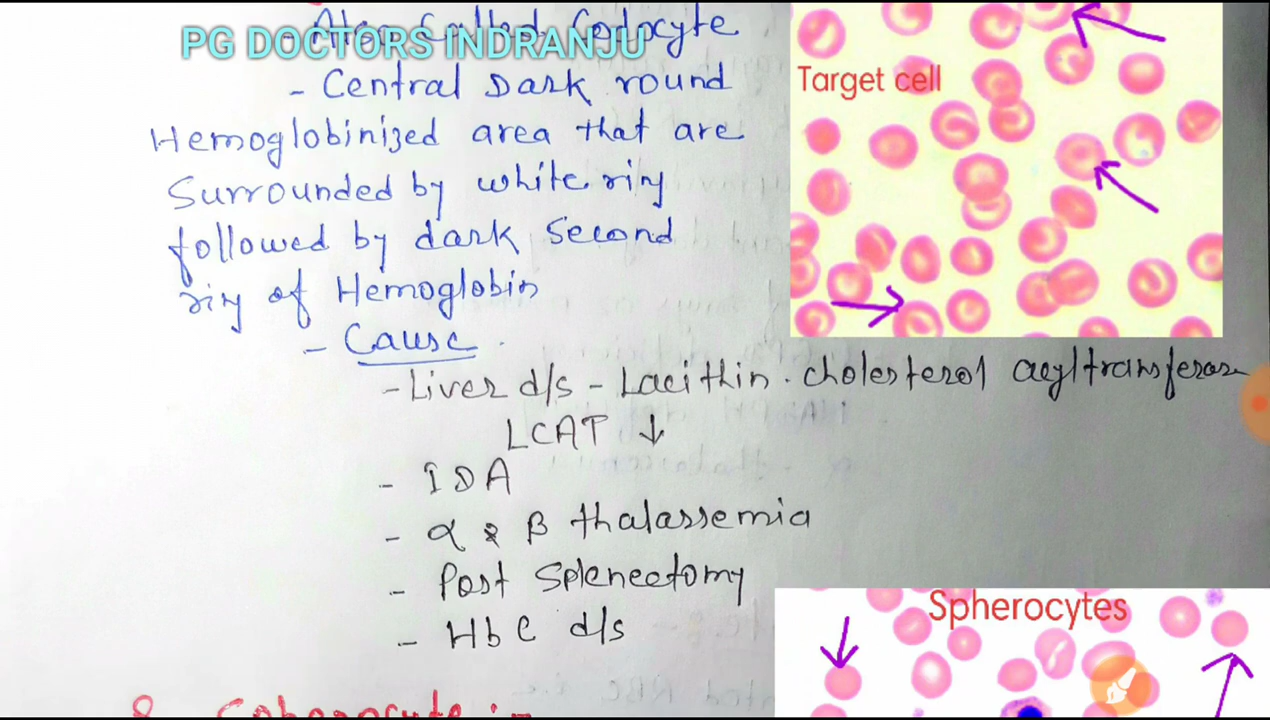 - Also Called Codocyte
PG DOCTORS INDRANJU
- Central Dark round
Hemoglobinized area that are
Surrounded by white ring
followed by dark second
ring of Hemoglobin
- Cause
- Liver d/s - Lacithin. cholesterol acyltransferase
LCAT ↓
- IDA
- α & β thalassemia
- Post Splenectomy
- HbC d/s
Target cell
Spherocytes
8. Spherocyte :-